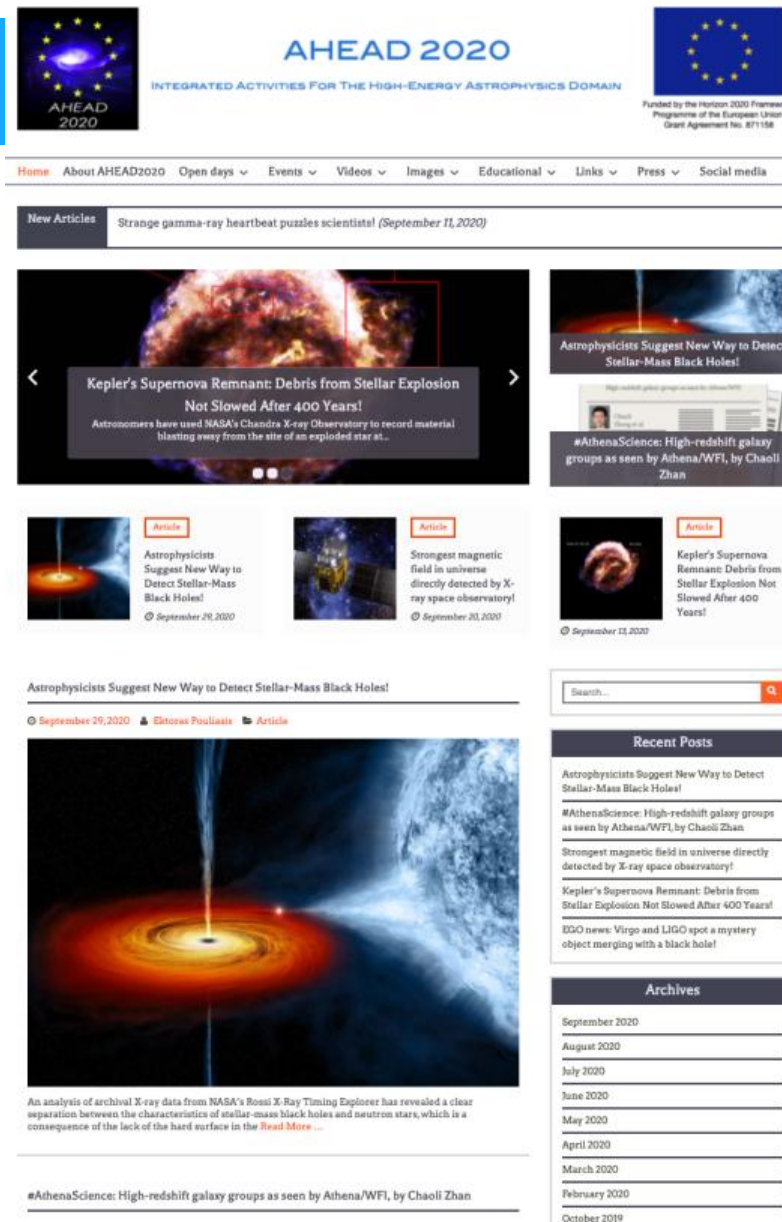 AHEAD
2020
AHEAD 2020
INTEGRATED ACTIVITIES FOR THE HIGH-ENERGY ASTROPHYSICS DOMAIN
Funded by the Horizon 2020 Framew
Programme of the European Union
Grant Agreement No. 871158
Home About AHEAD2020 Open days Events Videos Images Educational Links Press Social media
New Articles
Strange gamma-ray heartbeat puzzles scientists! (September 11, 2020)
Kepler's Supernova Remnant: Debris from Stellar Explosion
Not Slowed After 400 Years!
Astronomers have used NASA's Chandra X-ray Observatory to record material
blasting away from the site of an exploded star at...
Astrophysicists Suggest New Way to Detec
Stellar-Mass Black Holes!
High-redshift galaxy groups as seen by Athena/WFI
#AthenaScience: High-redshift galaxy
groups as seen by Athena/WFI, by Chaoli
Zhan
Article
Astrophysicists
Suggest New Way to
Detect Stellar-Mass
Black Holes!
September 29, 2020
Article
Strongest magnetic
field in universe
directly detected by X-
ray space observatory!
September 20, 2020
Article
Kepler's Supernova
Remnant: Debris from
Stellar Explosion Not
Slowed After 400
Years!
September 13, 2020
Astrophysicists Suggest New Way to Detect Stellar-Mass Black Holes!
September 29, 2020 Ektoras Pouliasis Article
An analysis of archival X-ray data from NASA's Rossi X-Ray Timing Explorer has revealed a clear
separation between the characteristics of stellar-mass black holes and neutron stars, which is a
consequence of the lack of the hard surface in the Read More ...
#AthenaScience: High-redshift galaxy groups as seen by Athena/WFI, by Chaoli Zhan
Search...
Recent Posts
Astrophysicists Suggest New Way to Detect
Stellar-Mass Black Holes!
#AthenaScience: High-redshift galaxy groups
as seen by Athena/WFI, by Chaoli Zhan
Strongest magnetic field in universe directly
detected by X-ray space observatory!
Kepler's Supernova Remnant: Debris from
Stellar Explosion Not Slowed After 400 Years!
EGO news: Virgo and LIGO spot a mystery
object merging with a black hole!
Archives
September 2020
August 2020
July 2020
June 2020
May 2020
April 2020
March 2020
February 2020
October 2019